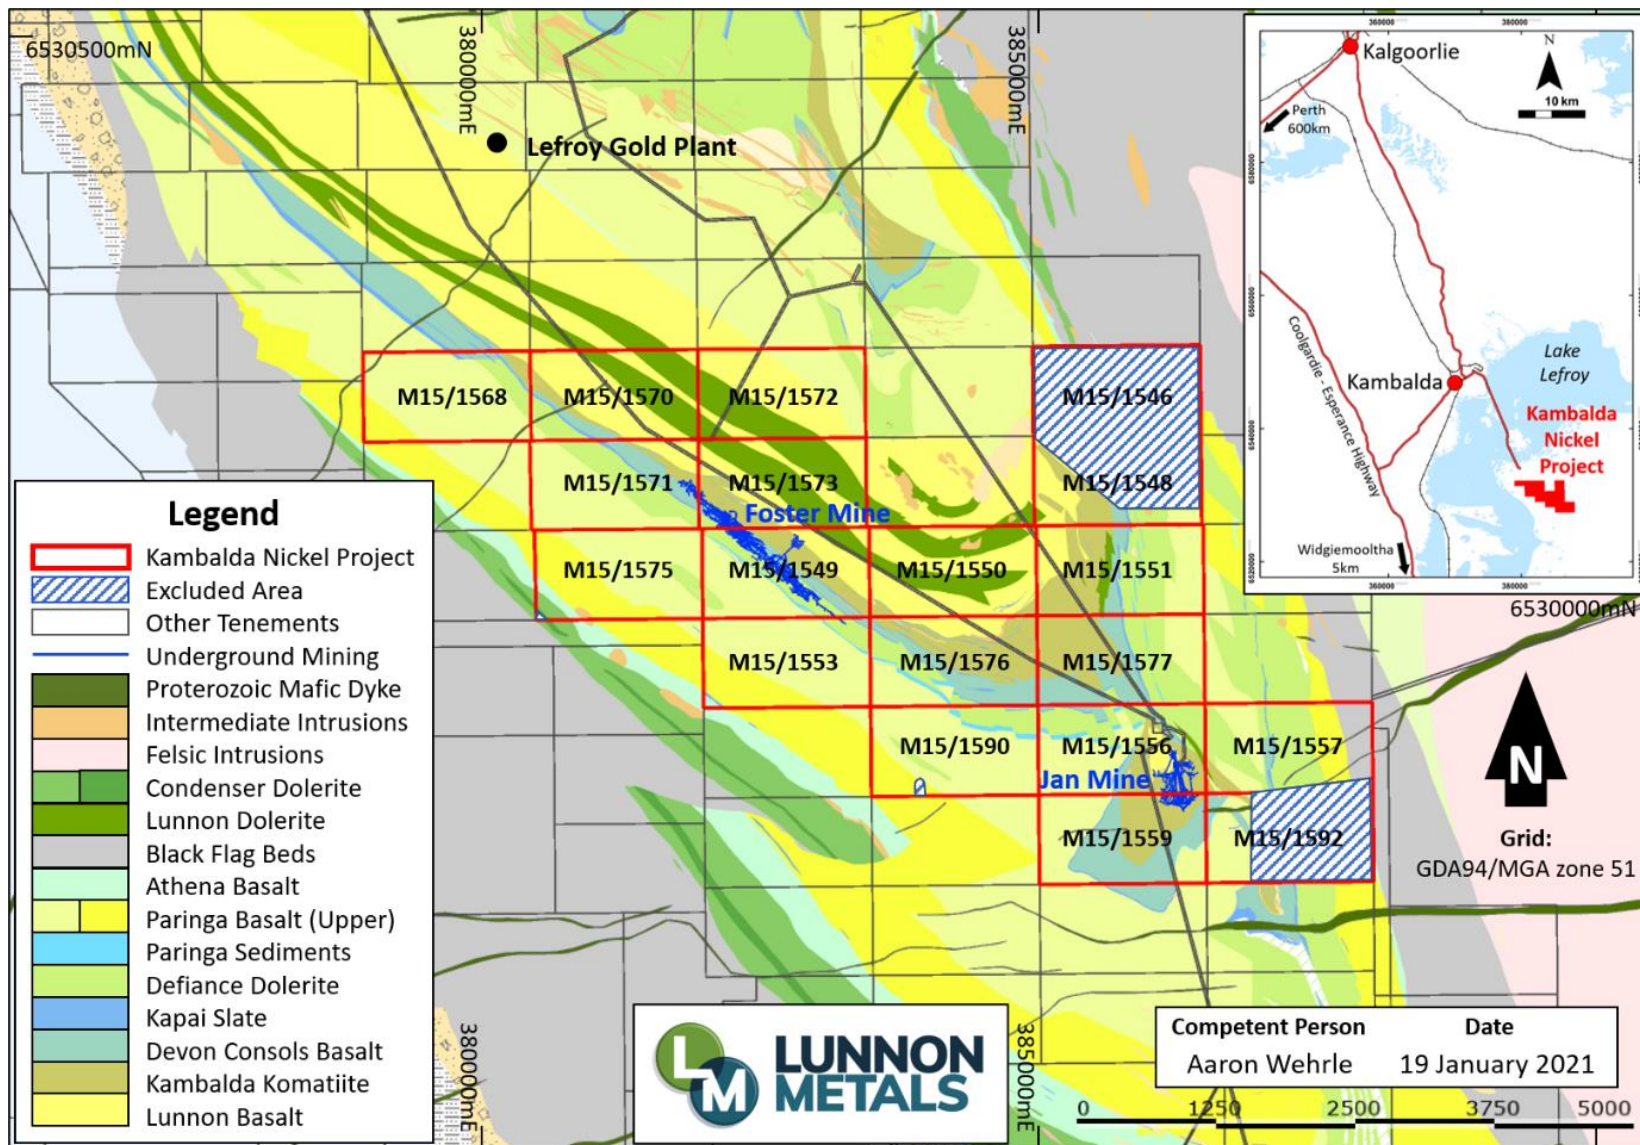 6530500mN
380000mE
385000mE
Lefroy Gold Plant
M15/1568
M15/1570
M15/1572
M15/1546
M15/1571
M15/1573
M15/1548
Foster Mine
M15/1575
M15/1549
M15/1550
M15/1551
M15/1553
M15/1576
M15/1577
M15/1590
M15/1556
M15/1557
Jan Mine
M15/1559
M15/1592
Legend
Kambalda Nickel Project
Excluded Area
Other Tenements
Underground Mining
Proterozoic Mafic Dyke
Intermediate Intrusions
Felsic Intrusions
Condenser Dolerite
Lunnon Dolerite
Black Flag Beds
Athena Basalt
Paringa Basalt (Upper)
Paringa Sediments
Defiance Dolerite
Kapai Slate
Devon Consols Basalt
Kambalda Komatiite
Lunnon Basalt
360000
380000
Kalgoorlie
N
10 km
Perth
600km
Coolgardie - Esperance Highway
Lake
Lefroy
Kambalda
Kambalda
Nickel
Project
Widgiemooltha
5km
360000
380000
6530000mN
N
Grid:
GDA94/MGA zone 51
380000mE
385000mE
LM
LUNNON
METALS
Competent Person
Date
Aaron Wehrle
19 January 2021
0
1250
2500
3750
5000